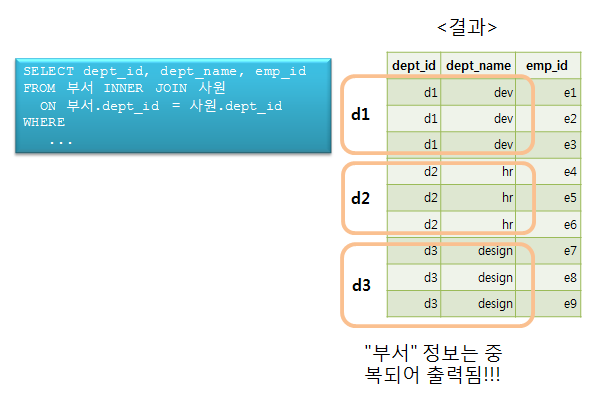 <결과>
SELECT dept_id, dept_name, emp_id
FROM 부서 INNER JOIN 사원
ON 부서.dept_id = 사원.dept_id
WHERE
...
dept_id dept_name emp_id
d1 dev e1
d1 dev e2
d1 dev e3
d2 hr e4
d2 hr e5
d2 hr e6
d3 design e7
d3 design e8
d3 design e9
d1
d2
d3
"부서" 정보는 중
복되어 출력됨!!!